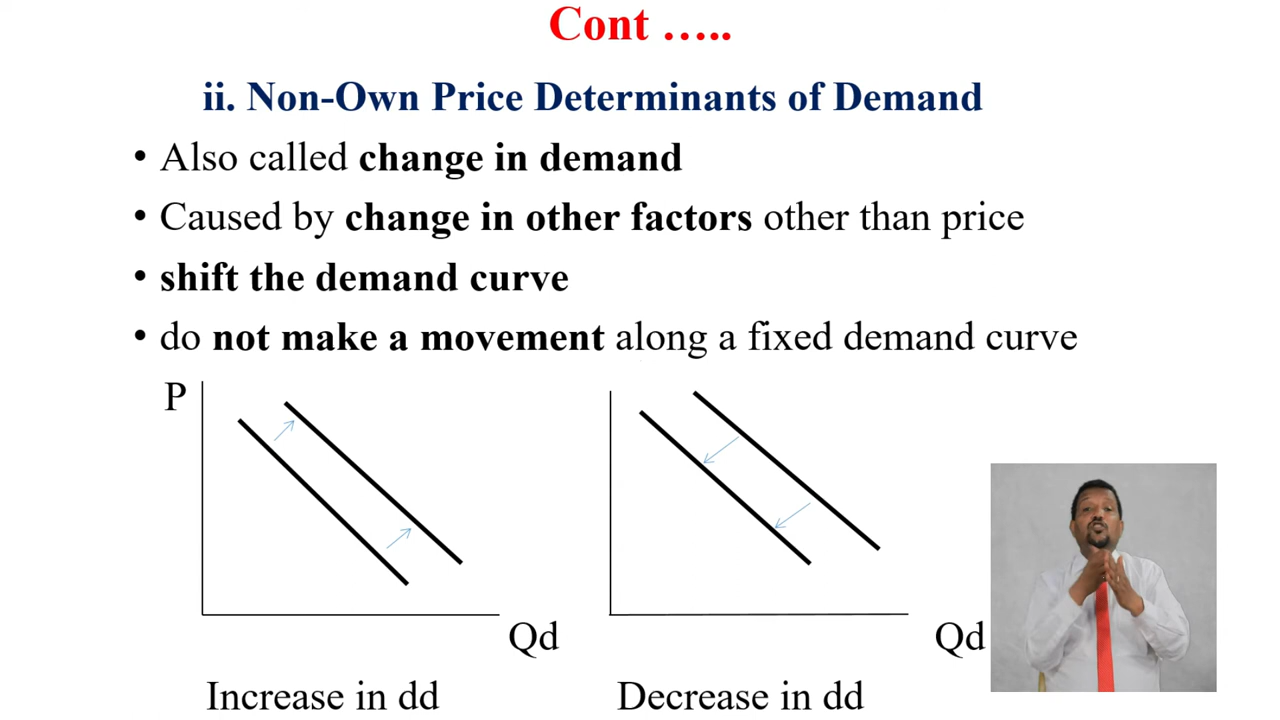 Cont …..
ii. Non-Own Price Determinants of Demand
• Also called change in demand
• Caused by change in other factors other than price
• shift the demand curve
• do not make a movement along a fixed demand curve
P
Qd
Qd
Increase in dd
Decrease in dd